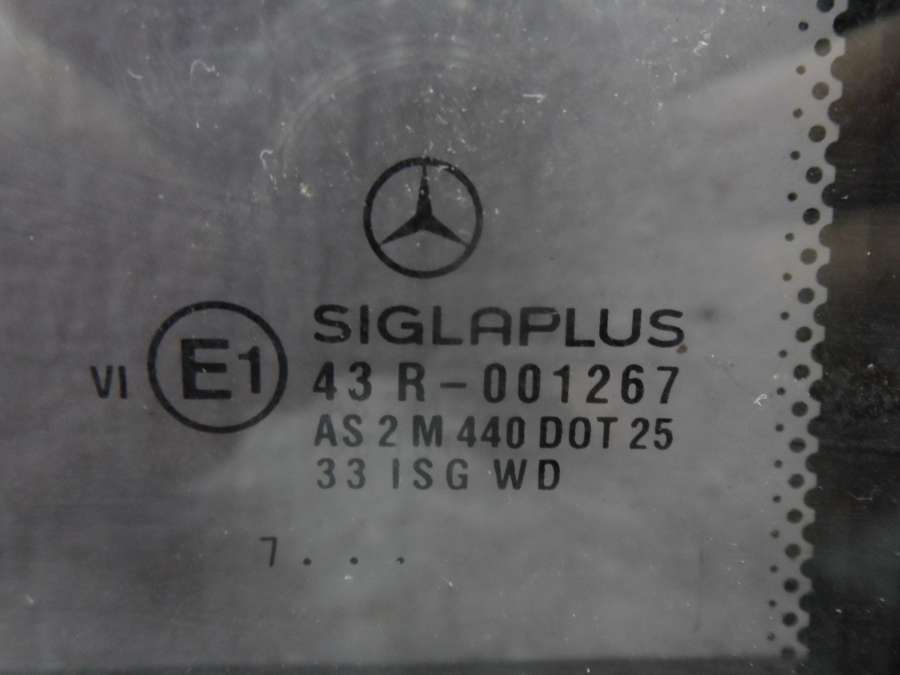 SIGLAPLUS
VI E1 43 R-001267
AS 2 M 440 DOT 25
33 ISG WD
7 . . .